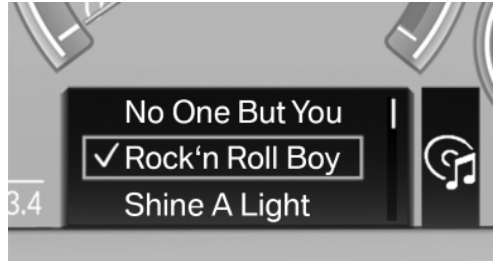 No One But You
✓ Rock‘n Roll Boy
3.4 Shine A Light